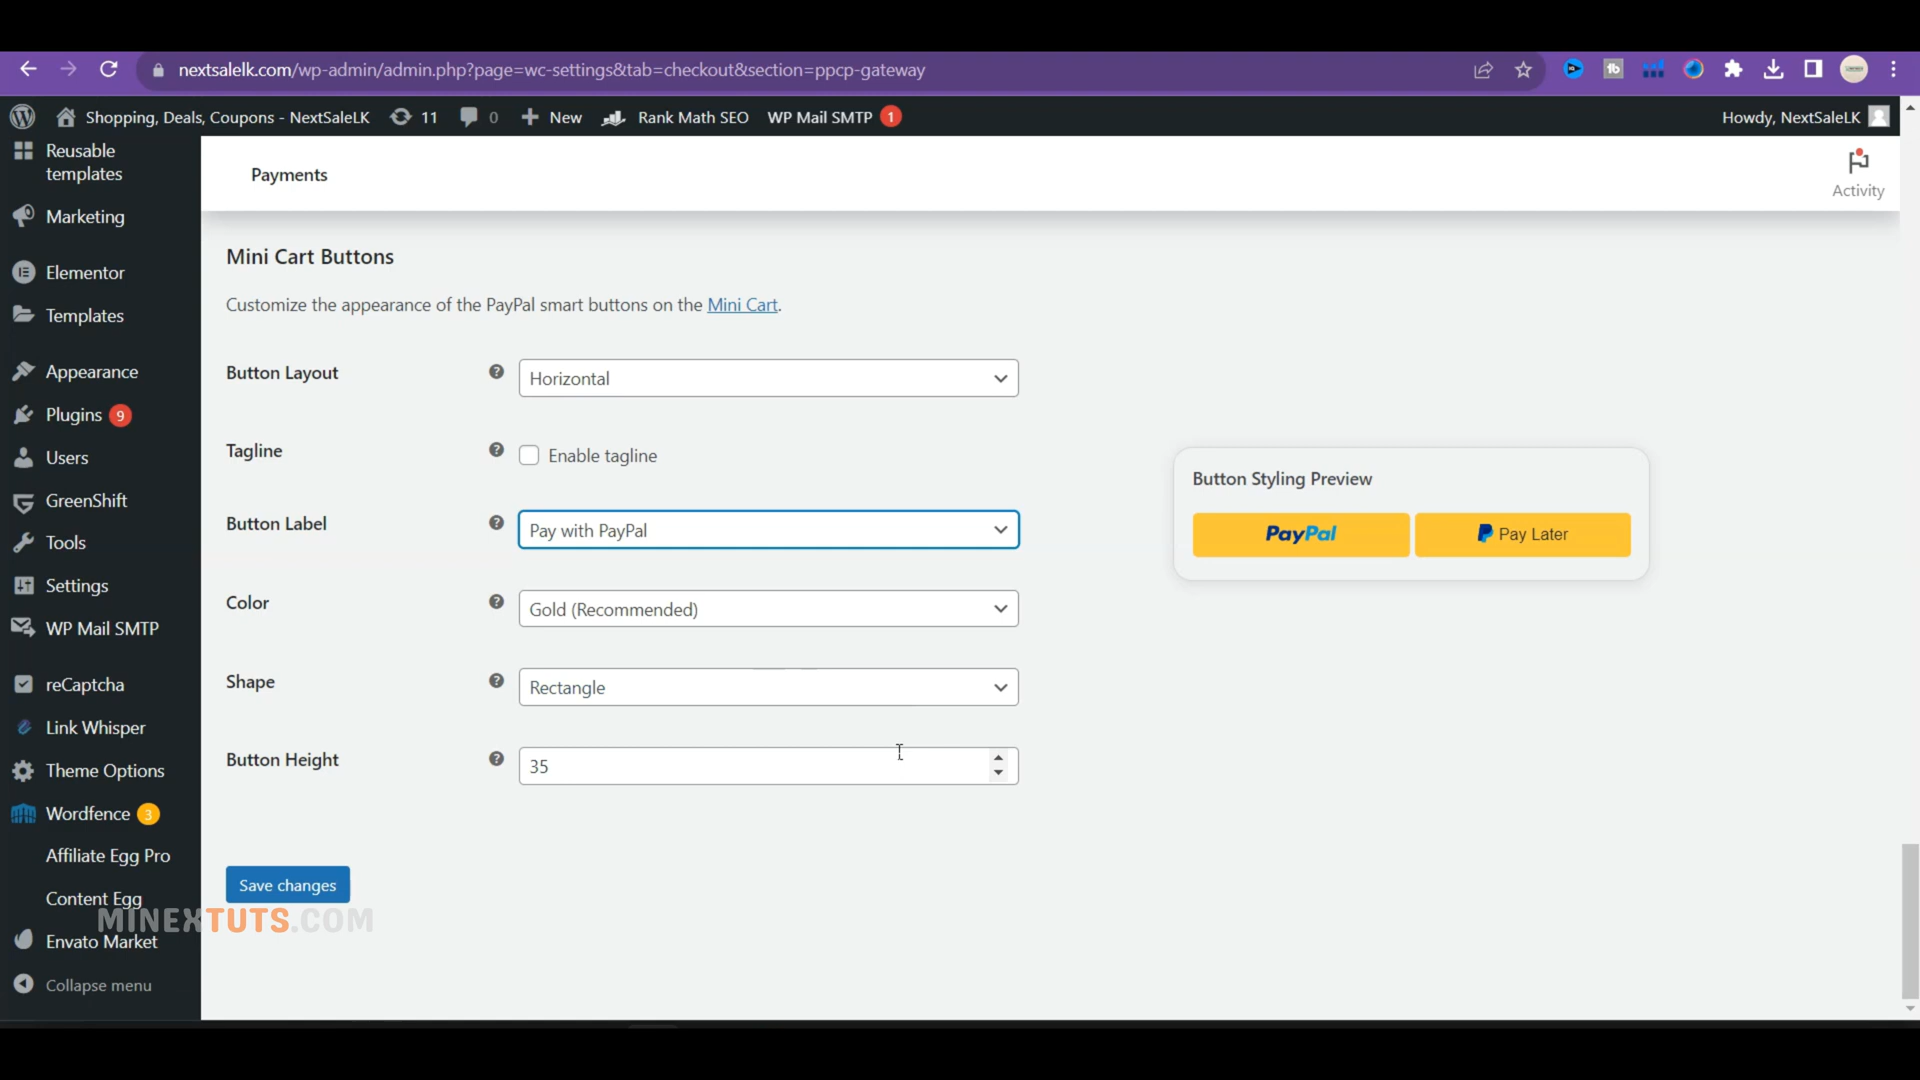 nextsalelk.com/wp-admin/admin.php?page=wc-settings&tab=checkout&section=ppcp-gateway
Shopping, Deals, Coupons - NextSaleLK
11
0
New
Rank Math SEO
WP Mail SMTP 1
Howdy, NextSaleLK
Reusable
templates
Marketing
Elementor
Templates
Appearance
Plugins 9
Users
GreenShift
Tools
Settings
WP Mail SMTP
reCaptcha
Link Whisper
Theme Options
Wordfence 3
Affiliate Egg Pro
Content Egg
Envato Market
Collapse menu
Payments
Activity
Mini Cart Buttons
Customize the appearance of the PayPal smart buttons on the Mini Cart.
Button Layout
Horizontal
Tagline
Enable tagline
Button Label
Pay with PayPal
Color
Gold (Recommended)
Shape
Rectangle
Button Height
35
Save changes
Button Styling Preview
PayPal
Pay Later
MINEXTUTS.COM